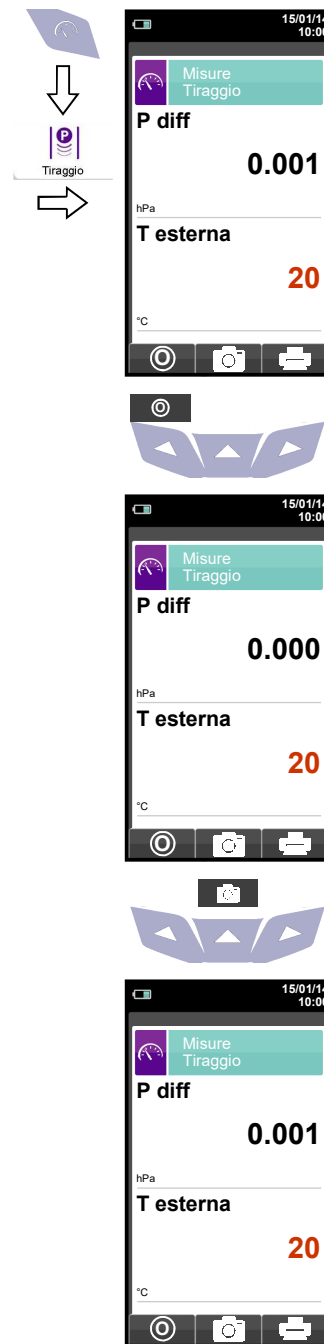 15/01/14
10:00
Misure
Tiraggio
P diff
0.001
hPa
T esterna
20
°C
P
Tiraggio
15/01/14
10:00
Misure
Tiraggio
P diff
0.000
hPa
T esterna
20
°C
15/01/14
10:00
Misure
Tiraggio
P diff
0.001
hPa
T esterna
20
°C